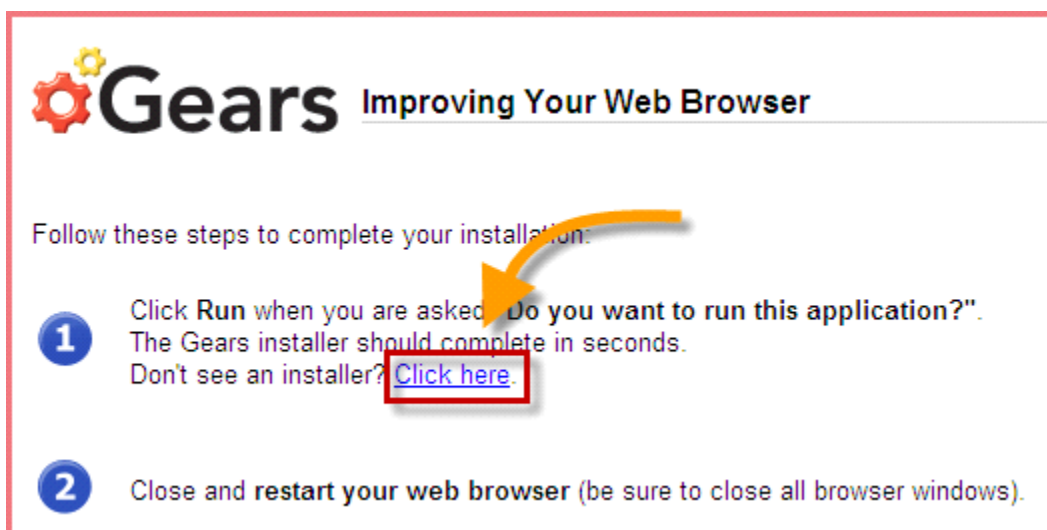 Gears Improving Your Web Browser
Follow these steps to complete your installation:
1
Click Run when you are asked "Do you want to run this application?".
The Gears installer should complete in seconds.
Don't see an installer? Click here.
2
Close and restart your web browser (be sure to close all browser windows).